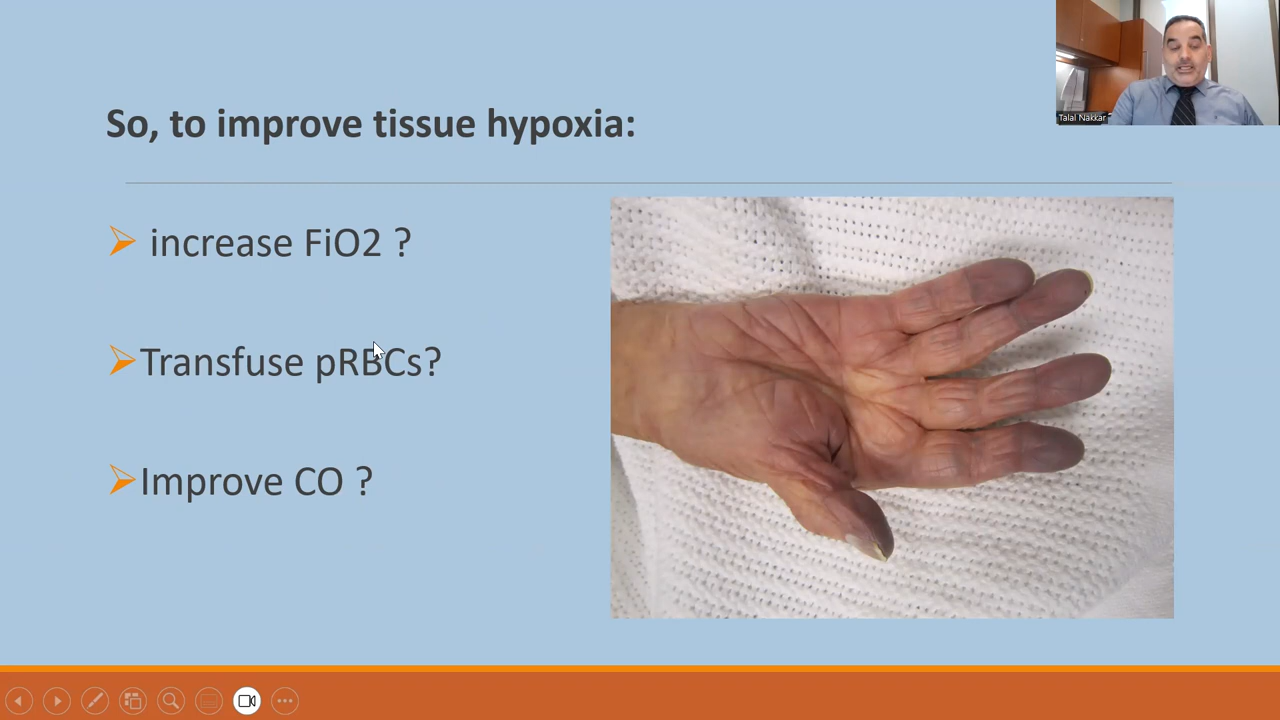 Talal Nakkar
So, to improve tissue hypoxia:
increase FiO2 ?
Transfuse pRBCs?
Improve CO ?